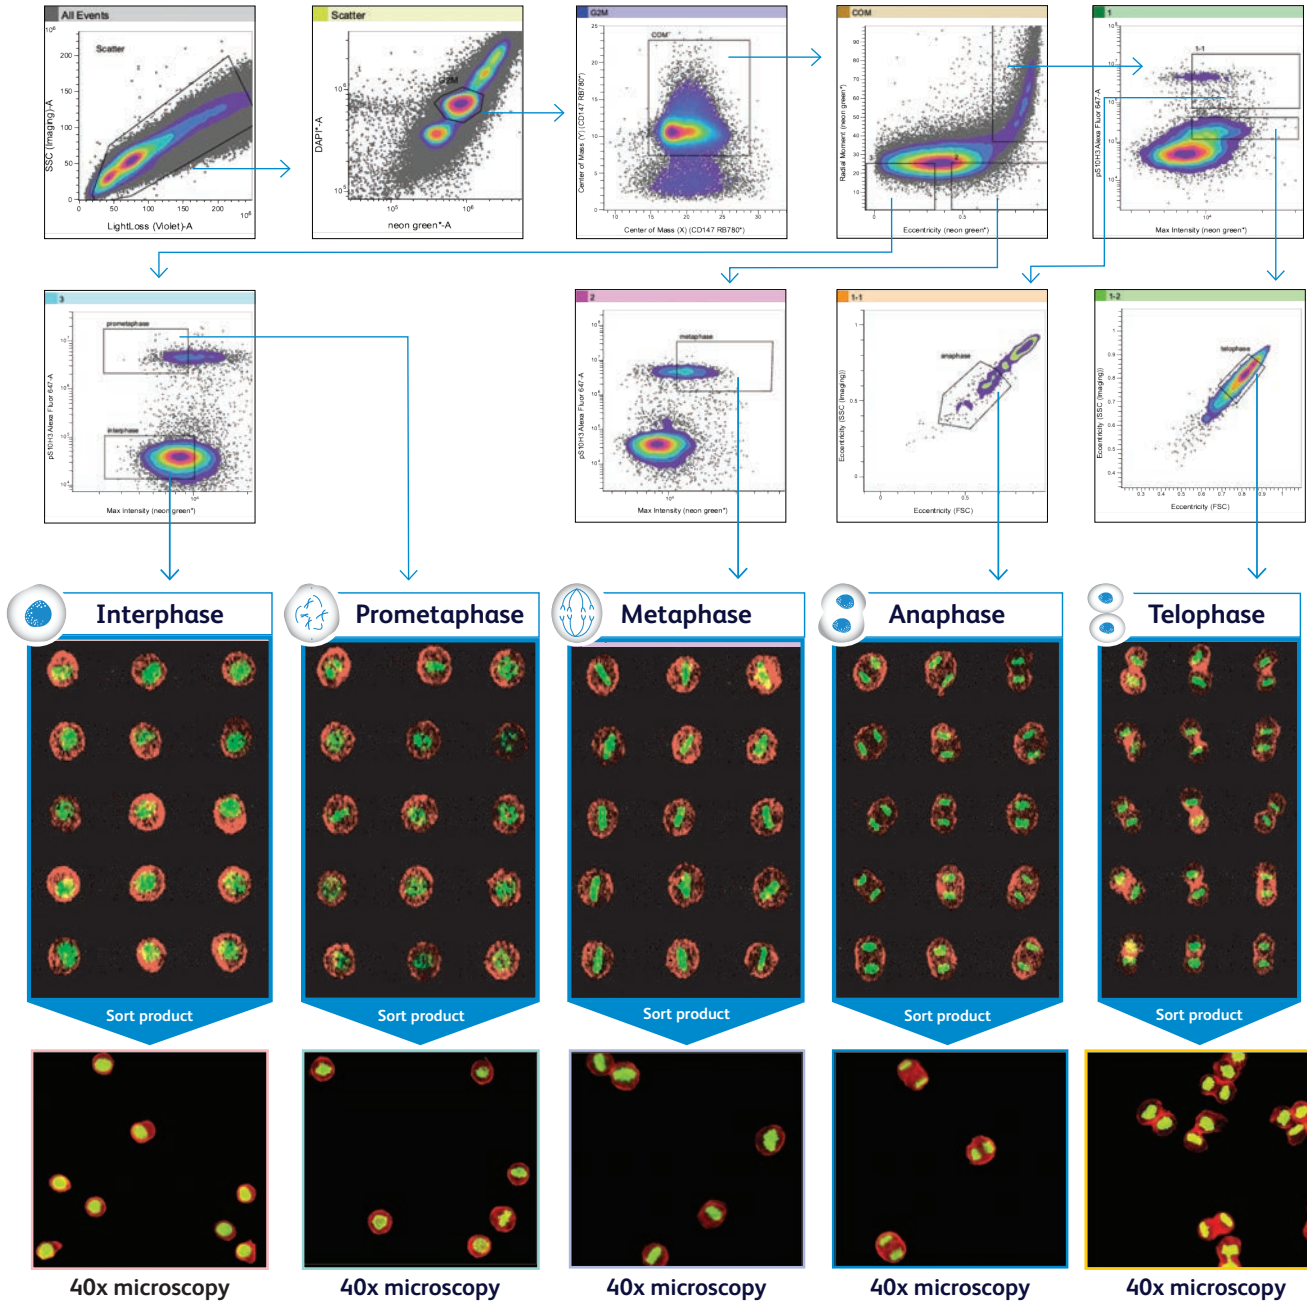 All Events
Scatter
SSC (Imaging)-A
LightLoss (Violet)-A
Scatter
G2M
DAPI*-A
neon green*-A
G2M
COM
Center of Mass (Y) (CD147 RB780*)
Center of Mass (X) (CD147 RB780*)
COM
3
2
Radial Moment (neon green*)
Eccentricity (neon green*)
1
1-1
pS10H3 Alexa Fluor 647-A
Max Intensity (neon green*)
3
prometaphase
interphase
pS10H3 Alexa Fluor 647-A
Max Intensity (neon green*)
2
metaphase
pS10H3 Alexa Fluor 647-A
Max Intensity (neon green*)
1-1
anaphase
Eccentricity (SSC (Imaging))
Eccentricity (FSC)
1-2
telophase
Eccentricity (SSC (Imaging))
Eccentricity (FSC)
Interphase
Prometaphase
Metaphase
Anaphase
Telophase
Sort product
Sort product
Sort product
Sort product
Sort product
40x microscopy
40x microscopy
40x microscopy
40x microscopy
40x microscopy